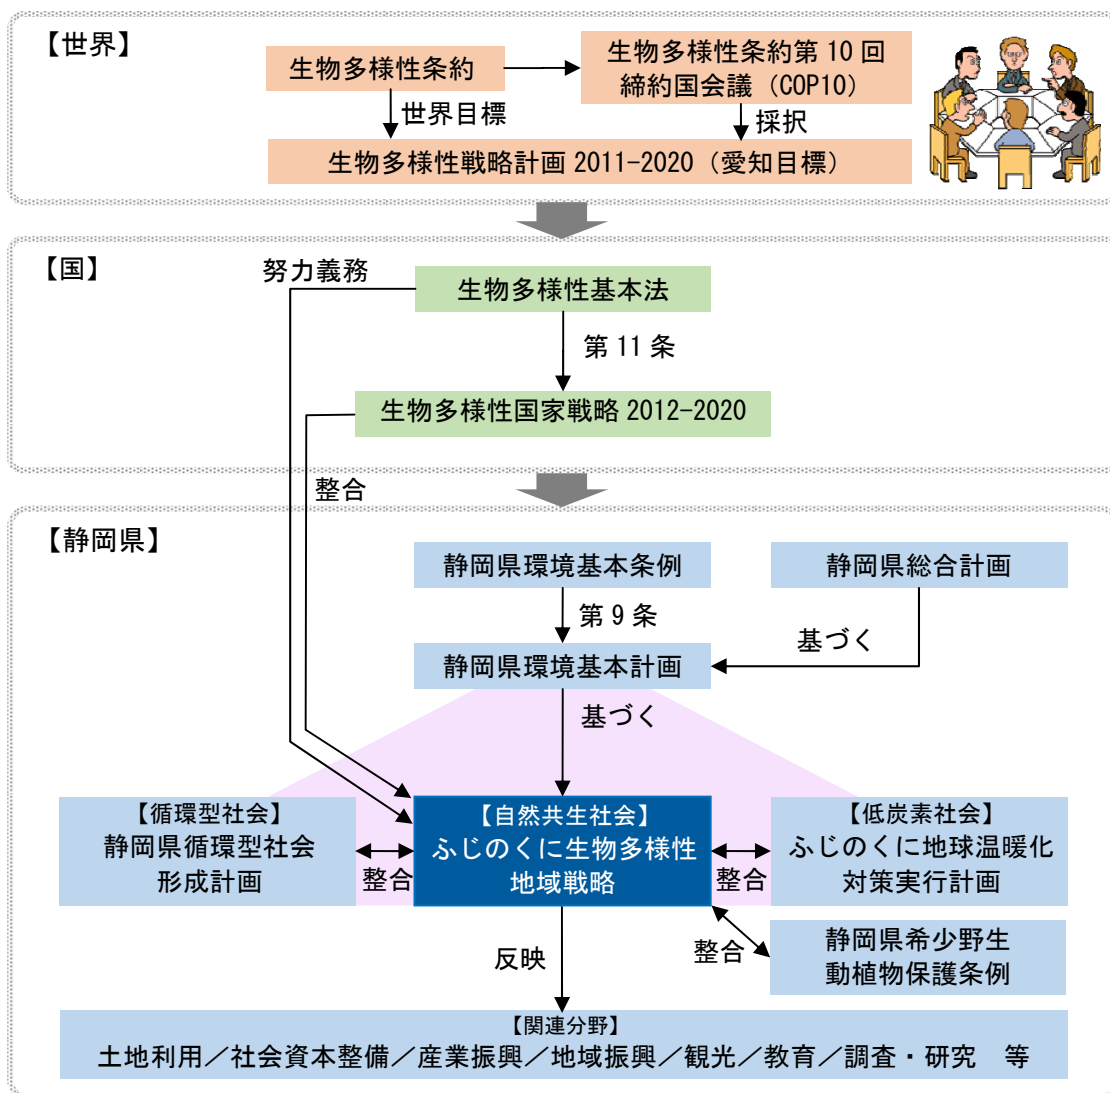 【世界】
生物多様性条約
生物多様性条約第 10 回
締約国会議（COP10）
世界目標
採択
生物多様性戦略計画 2011-2020（愛知目標）
【国】
努力義務
生物多様性基本法
第 11 条
生物多様性国家戦略 2012-2020
整合
【静岡県】
静岡県環境基本条例
静岡県総合計画
第 9 条
基づく
静岡県環境基本計画
基づく
【循環型社会】
静岡県循環型社会
形成計画
整合
【自然共生社会】
ふじのくに生物多様性
地域戦略
整合
【低炭素社会】
ふじのくに地球温暖化
対策実行計画
整合
静岡県希少野生
動植物保護条例
反映
【関連分野】
土地利用／社会資本整備／産業振興／地域振興／観光／教育／調査・研究　等